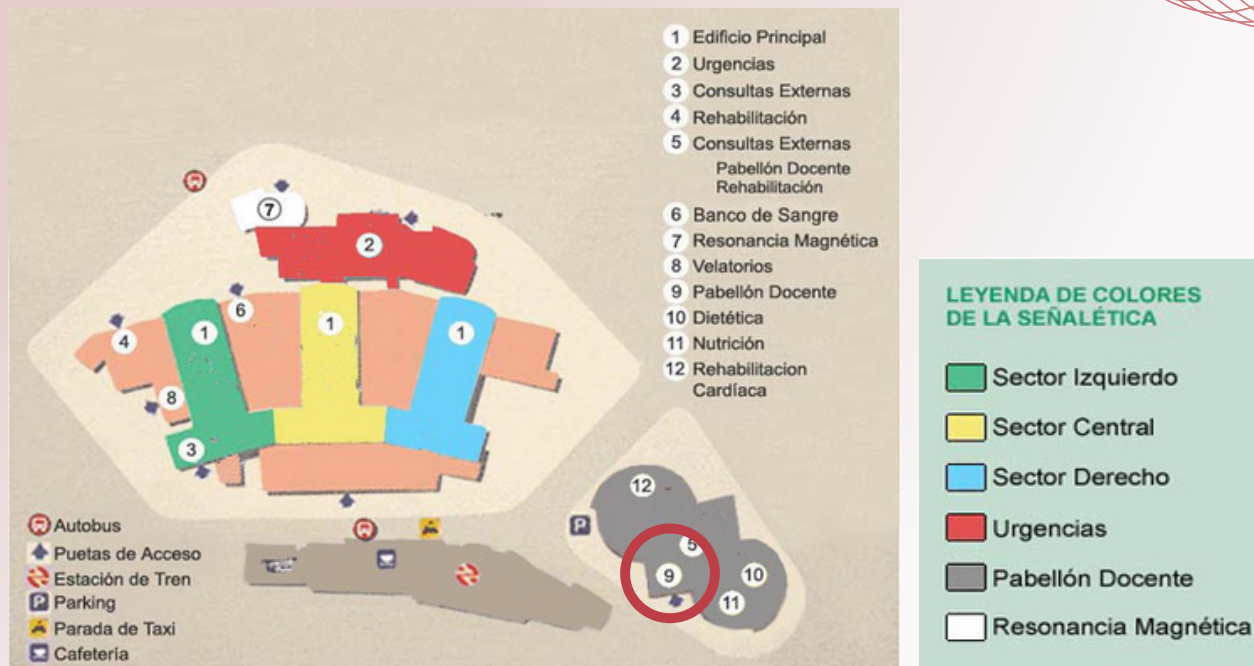 1 Edificio Principal
2 Urgencias
3 Consultas Externas
4 Rehabilitación
5 Consultas Externas
Pabellón Docente
Rehabilitación
6 Banco de Sangre
7 Resonancia Magnética
8 Velatorios
9 Pabellón Docente
10 Dietética
11 Nutrición
12 Rehabilitacion
Cardíaca
7
2
1
6
1
1
4
8
3
12
5
9
10
11
P
Autobus
Puetas de Acceso
Estación de Tren
P Parking
Parada de Taxi
Cafetería
LEYENDA DE COLORES
DE LA SEÑALÉTICA
Sector Izquierdo
Sector Central
Sector Derecho
Urgencias
Pabellón Docente
Resonancia Magnética